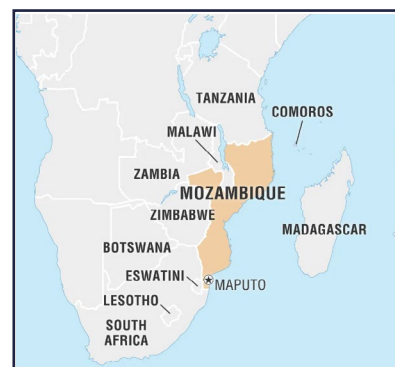 TANZANIA
COMOROS
MALAWI
ZAMBIA
MOZAMBIQUE
ZIMBABWE
MADAGASCAR
BOTSWANA
ESWATINI
MAPUTO
LESOTHO
SOUTH
AFRICA